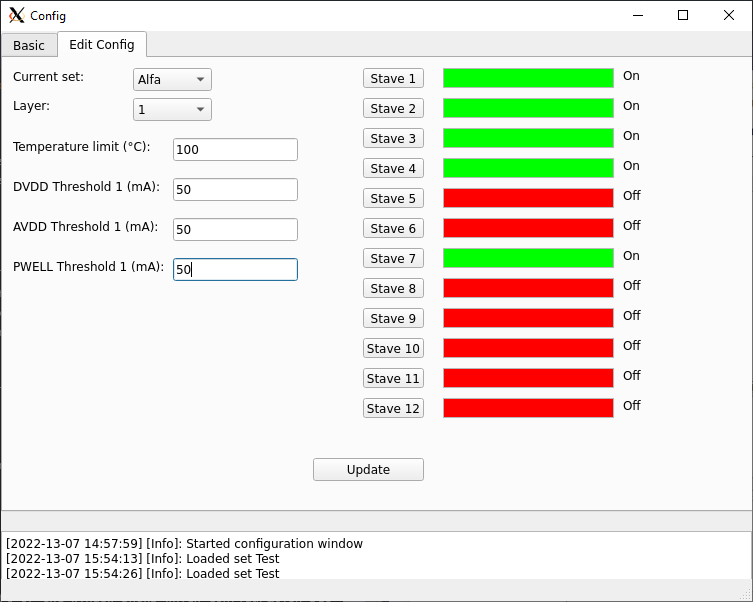 Config
Basic
Edit Config
Current set:
Alfa
Layer:
1
Temperature limit (°C):
100
DVDD Threshold 1 (mA):
50
AVDD Threshold 1 (mA):
50
PWELL Threshold 1 (mA):
50
Stave 1 On
Stave 2 On
Stave 3 On
Stave 4 On
Stave 5 Off
Stave 6 Off
Stave 7 On
Stave 8 Off
Stave 9 Off
Stave 10 Off
Stave 11 Off
Stave 12 Off
Update
[2022-13-07 14:57:59] [Info]: Started configuration window
[2022-13-07 15:54:13] [Info]: Loaded set Test
[2022-13-07 15:54:26] [Info]: Loaded set Test